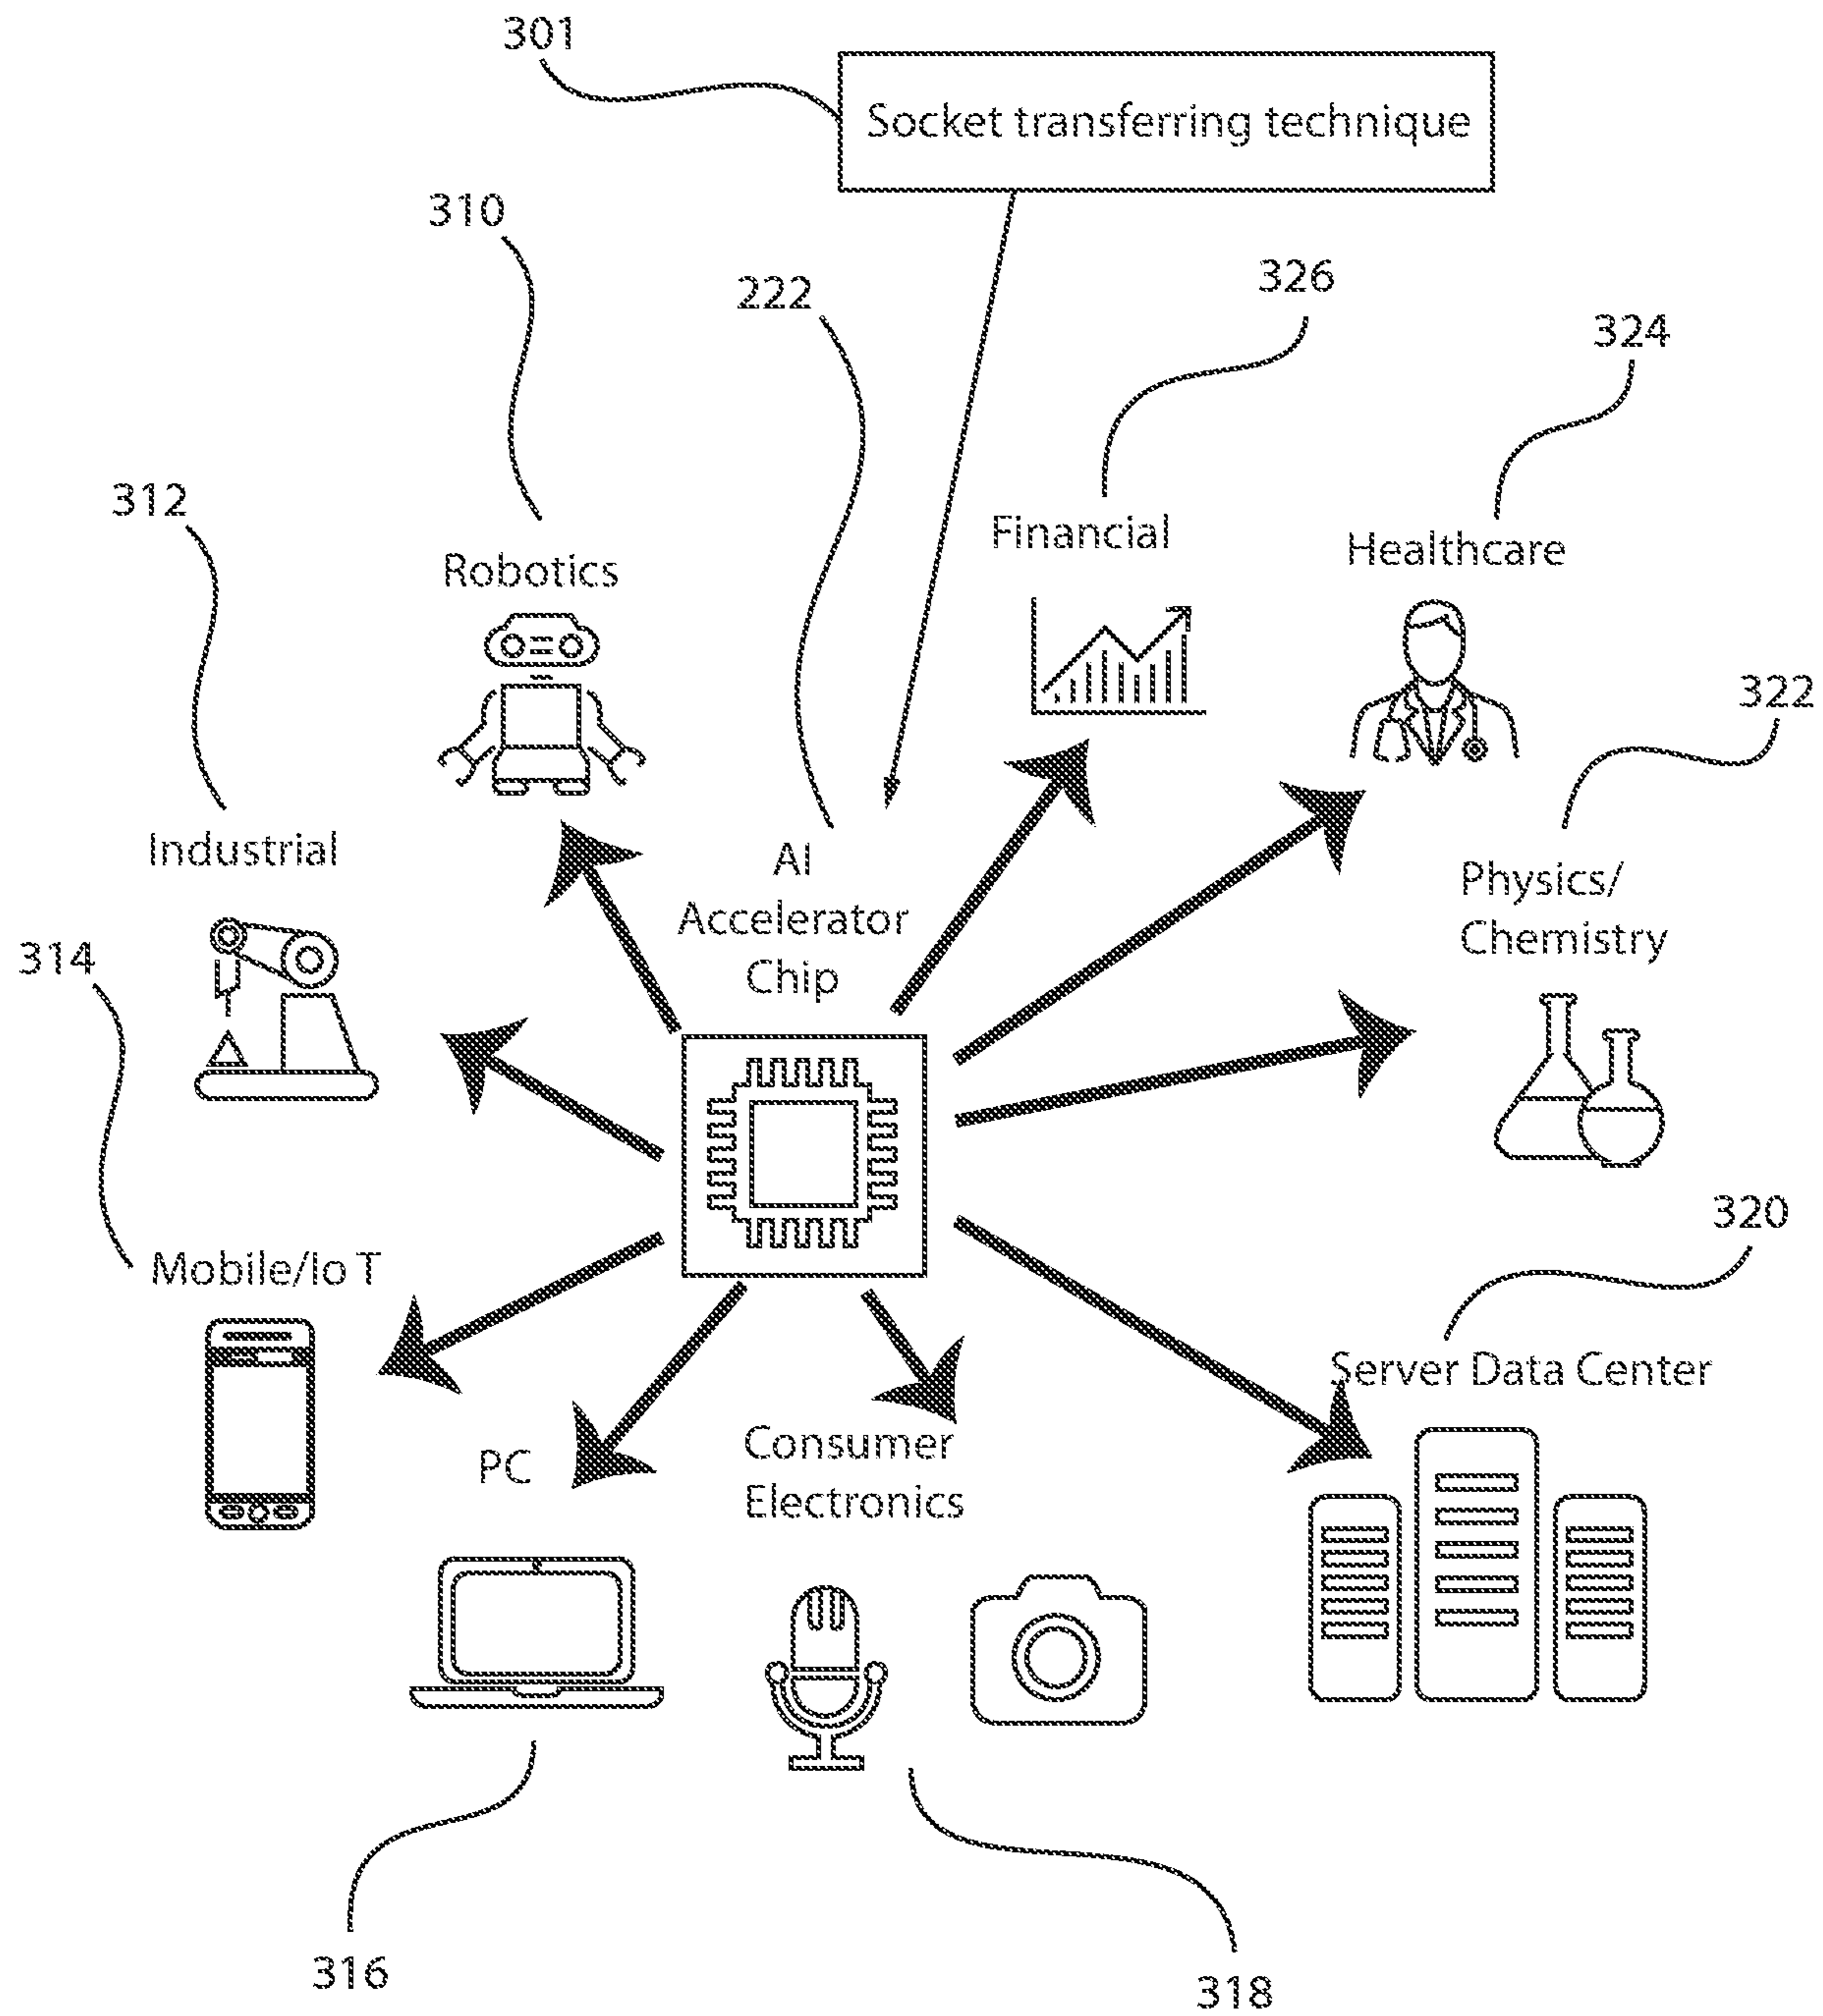 301
Socket transferring technique
310
222
326
324
312
Financial
Healthcare
Robotics
322
Industrial
AI
Accelerator
Chip
Physics/
Chemistry
314
320
Mobile/Io T
Server Data Center
PC
Consumer
Electronics
316
318